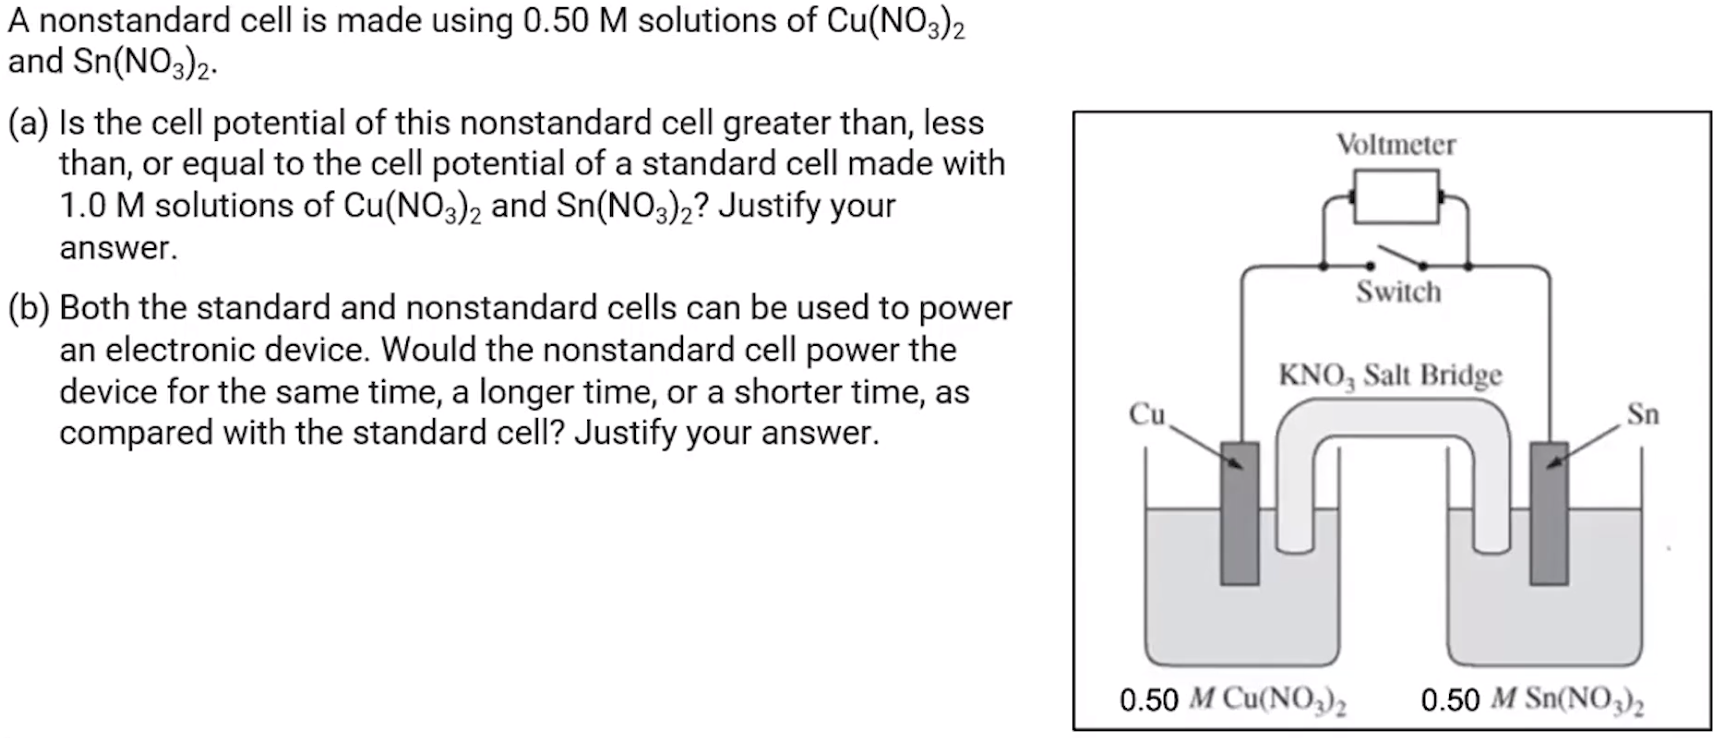 A nonstandard cell is made using 0.50 M solutions of Cu(NO₃)₂
and Sn(NO₃)₂.
(a) Is the cell potential of this nonstandard cell greater than, less
than, or equal to the cell potential of a standard cell made with
1.0 M solutions of Cu(NO₃)₂ and Sn(NO₃)₂? Justify your
answer.
(b) Both the standard and nonstandard cells can be used to power
an electronic device. Would the nonstandard cell power the
device for the same time, a longer time, or a shorter time, as
compared with the standard cell? Justify your answer.
Voltmeter
Switch
KNO₃ Salt Bridge
Cu
Sn
0.50 M Cu(NO₃)₂
0.50 M Sn(NO₃)₂